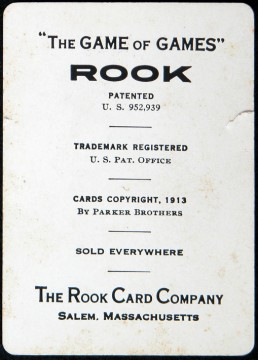 "THE GAME OF GAMES"
ROOK
PATENTED
U. S. 952,939
TRADEMARK REGISTERED
U. S. PAT. OFFICE
CARDS COPYRIGHT, 1913
BY PARKER BROTHERS
SOLD EVERYWHERE
THE ROOK CARD COMPANY
SALEM, MASSACHUSETTS